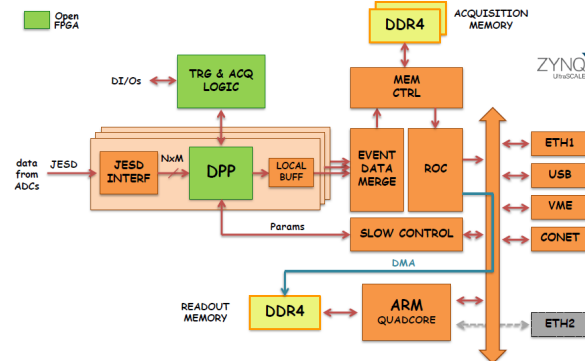 Open
FPGA
DDR4
ACQUISITION
MEMORY
DI/Os
TRG & ACQ
LOGIC
MEM
CTRL
ZYNQ
UltraSCALE
data
from
ADCs
JESD
JESD
INTERF
NxM
DPP
LOCAL
BUFF
EVENT
DATA
MERGE
ROC
ETH1
USB
VME
CONET
Params
SLOW CONTROL
DMA
READOUT
MEMORY
DDR4
ARM
QUADCORE
ETH2